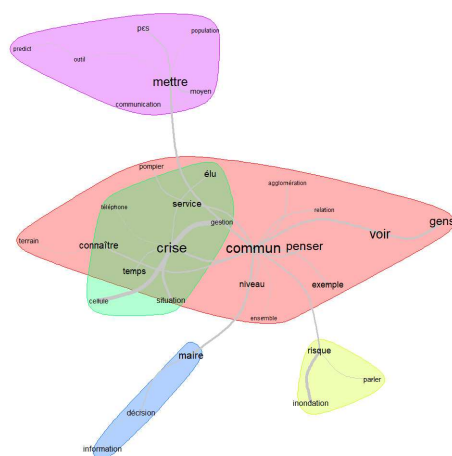 pcs
population
predict
outil
mettre
moyen
communication
pompier
élu
agglomération
téléphone
service
relation
gestion
gens
terrain
connaître
crise
commun
penser
voir
temps
niveau
exemple
cellule
situation
ensemble
maire
risque
parler
décision
inondation
information